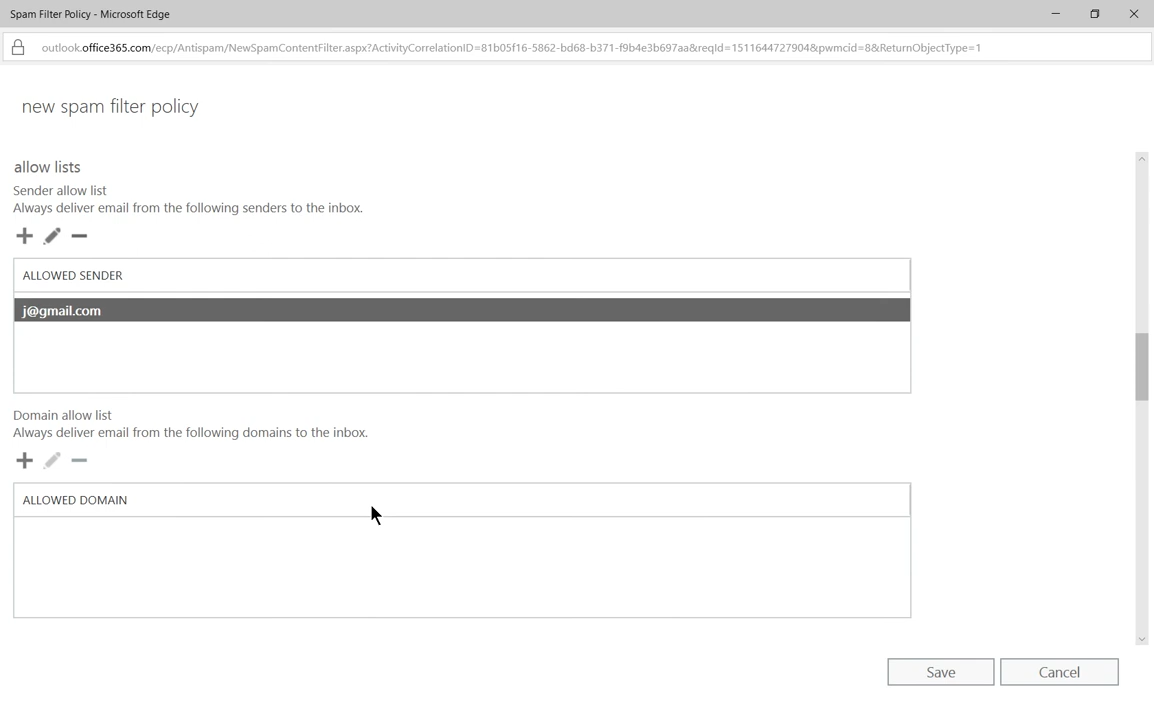 Spam Filter Policy - Microsoft Edge
outlook.office365.com/ecp/Antispam/NewSpamContentFilter.aspx?ActivityCorrelationID=81b05f16-5862-bd68-b371-f9b4e3b697aa&reqId=1511644727904&pwmcid=8&ReturnObjectType=1
new spam filter policy
allow lists
Sender allow list
Always deliver email from the following senders to the inbox.
ALLOWED SENDER
j@gmail.com
Domain allow list
Always deliver email from the following domains to the inbox.
ALLOWED DOMAIN
Save Cancel